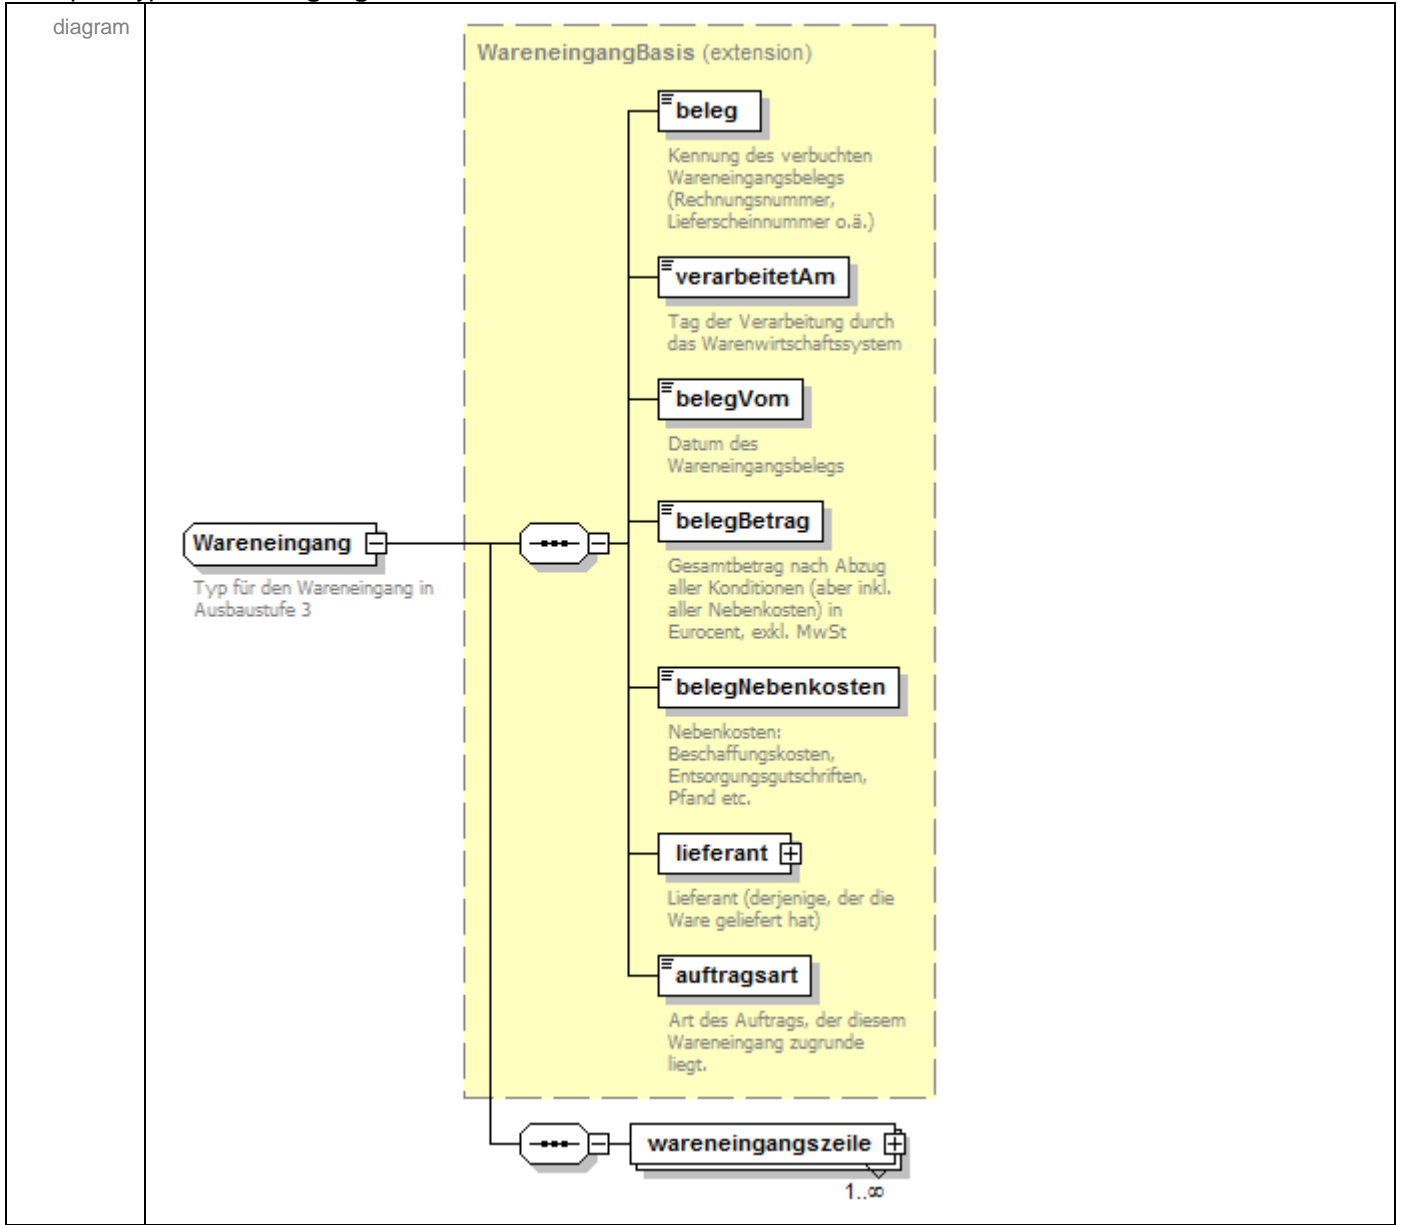 diagram
WareneingangBasis (extension)
beleg
Kennung des verbuchten
Wareneingangsbelegs
(Rechnungsnummer,
Lieferscheinnummer o.ä.)
verarbeitetAm
Tag der Verarbeitung durch
das Warenwirtschaftssystem
belegVom
Datum des
Wareneingangsbelegs
belegBetrag
Gesamtbetrag nach Abzug
aller Konditionen (aber inkl.
aller Nebenkosten) in
Eurocent, exkl. MwSt
Wareneingang
Typ für den Wareneingang in
Ausbaustufe 3
belegNebenkosten
Nebenkosten:
Beschaffungskosten,
Entsorgungsgutschriften,
Pfand etc.
lieferant
Lieferant (derjenige, der die
Ware geliefert hat)
auftragsart
Art des Auftrags, der diesem
Wareneingang zugrunde
liegt.
wareneingangszeile
1..∞